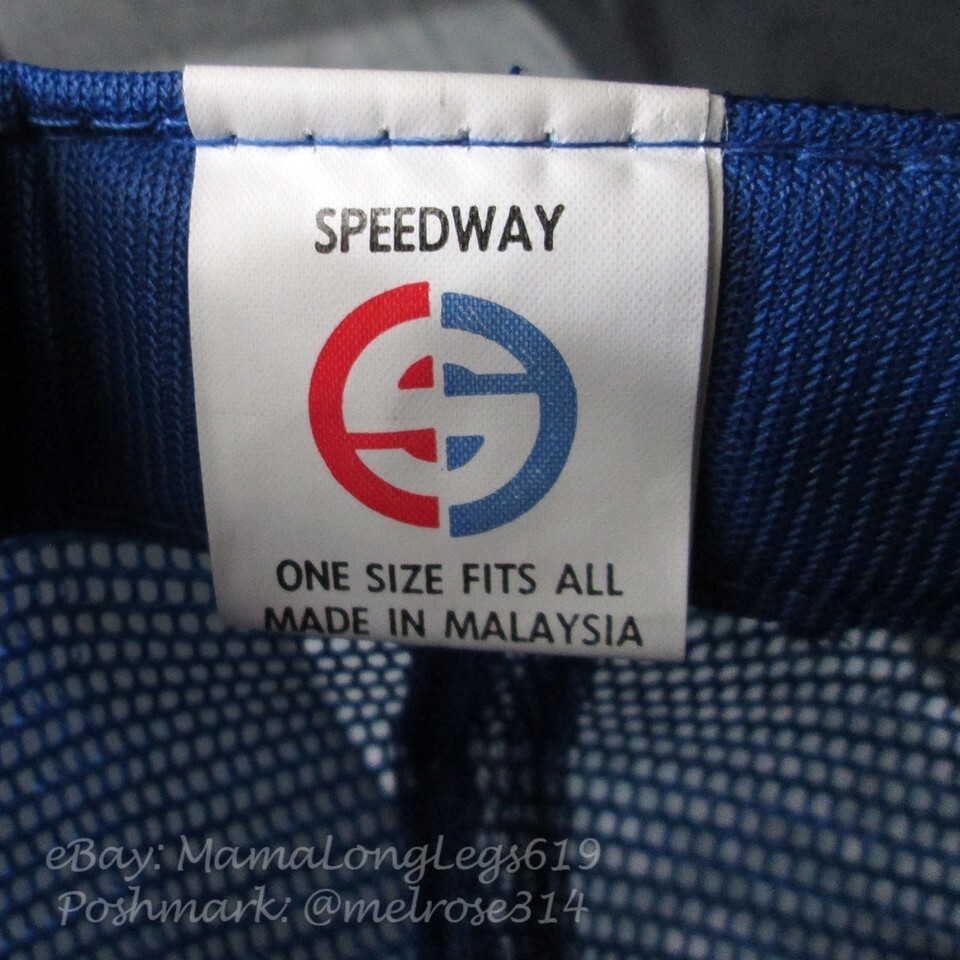 SPEEDWAY
ONE SIZE FITS ALL
MADE IN MALAYSIA
eBay: MamaLongLegs619
Poshmark: @melrose314